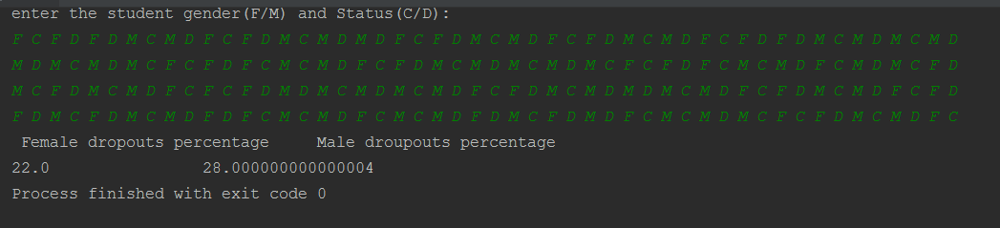 enter the student gender(F/M) and Status(C/D):
F C F D F D M C M D F C F D M C M D M D F C F D M C M D F C F D M C M D F C F D F D M C M D M C M D
M D M C M D M C F C F D F C M C M D F C F D M C M D M C M D M C F C F D F C M C M D F C M D M C F D
M C F D M C M D F C F C F D M D M C M D M C M D F C F D M C M D M D M C M D F C F D M C M D F C F D
F D M C F D M C M D F D F C M C M D F C M C M D F D M C F D M D F C M C M D M C F C F D M C M D F C
Female dropouts percentage Male droupouts percentage
22.0 28.000000000000004
Process finished with exit code 0